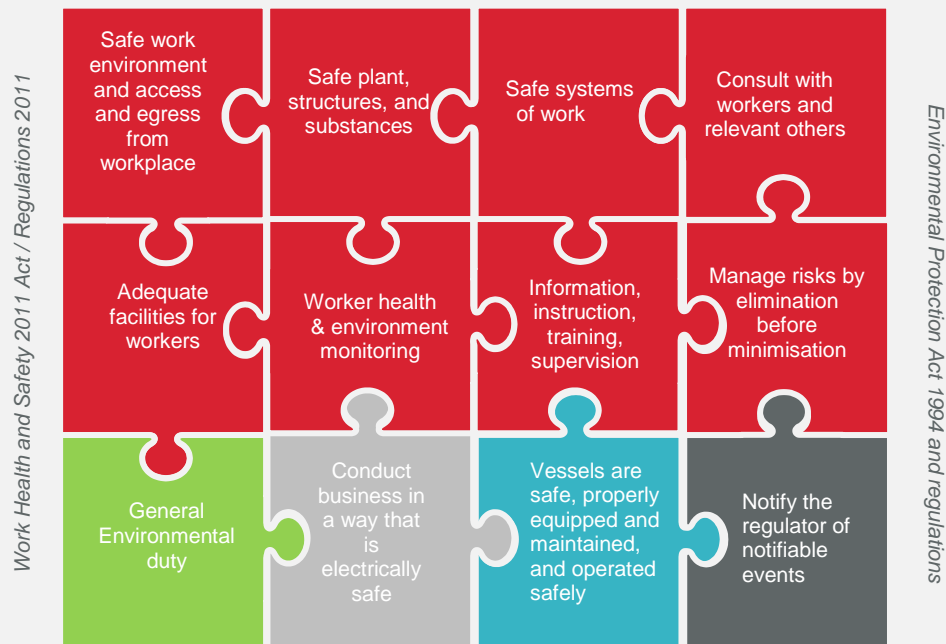 Work Health and Safety 2011 Act / Regulations 2011
Safe work
environment
and access
and egress
from
workplace
Safe plant,
structures, and
substances
Safe systems
of work
Consult with
workers and
relevant others
Adequate
facilities for
workers
Worker health
& environment
monitoring
Information,
instruction,
training,
supervision
Manage risks by
elimination
before
minimisation
General
Environmental
duty
Conduct
business in
a way that
is
electrically
safe
Vessels are
safe, properly
equipped and
maintained,
and operated
safely
Notify the
regulator of
notifiable
events
Environmental Protection Act 1994 and regulations